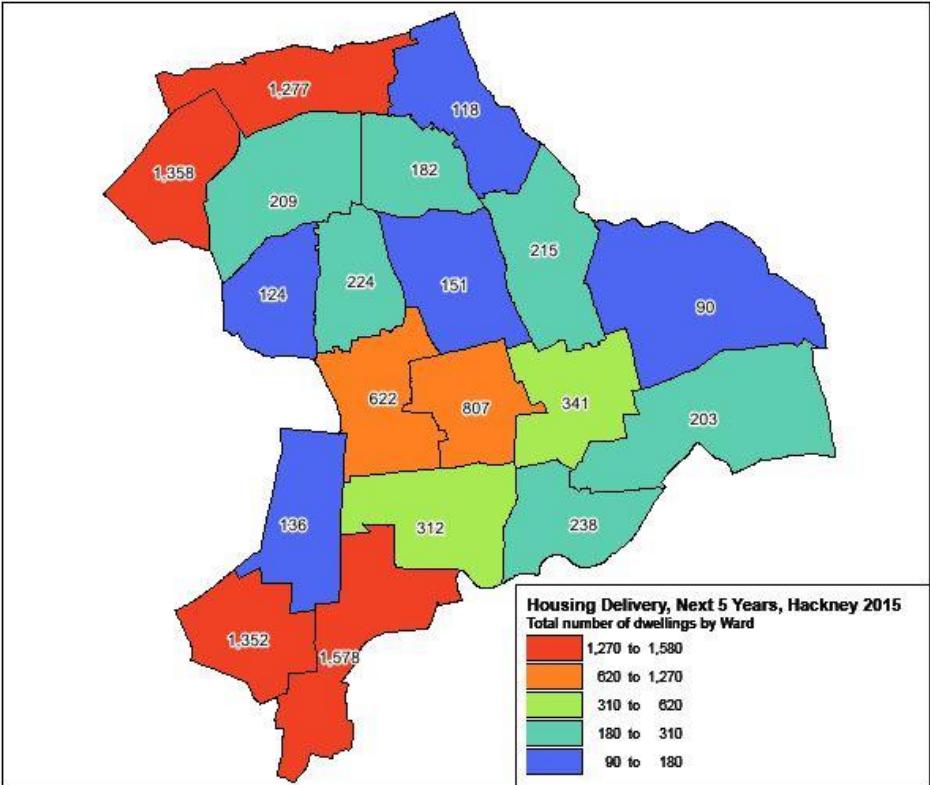 1,277
118
1,358
182
209
215
124
224
151
90
622
807
341
203
136
312
238
1,352
1,578
Housing Delivery, Next 5 Years, Hackney 2015
Total number of dwellings by Ward
1,270 to 1,580
620 to 1,270
310 to 620
180 to 310
90 to 180